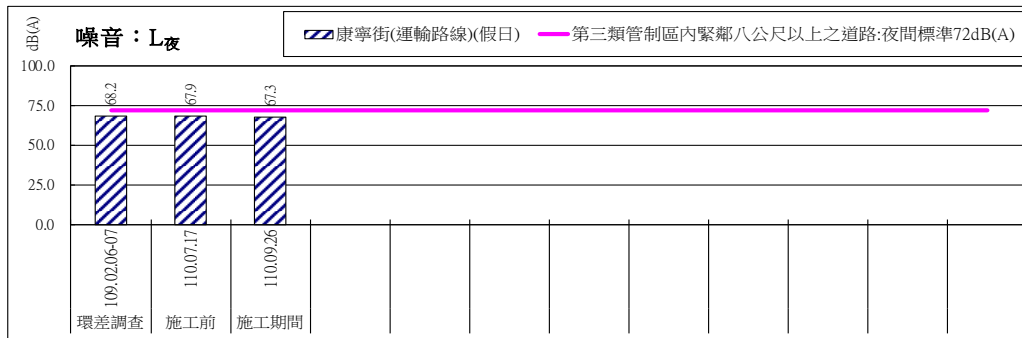 dB(A)
噪音：L夜
康寧街(運輸路線)(假日)
第三類管制區內緊鄰八公尺以上之道路:夜間標準72dB(A)
100.0
75.0
50.0
25.0
0.0
68.2
67.9
67.3
109.02.06-07
110.07.17
110.09.26
環差調查
施工前
施工期間